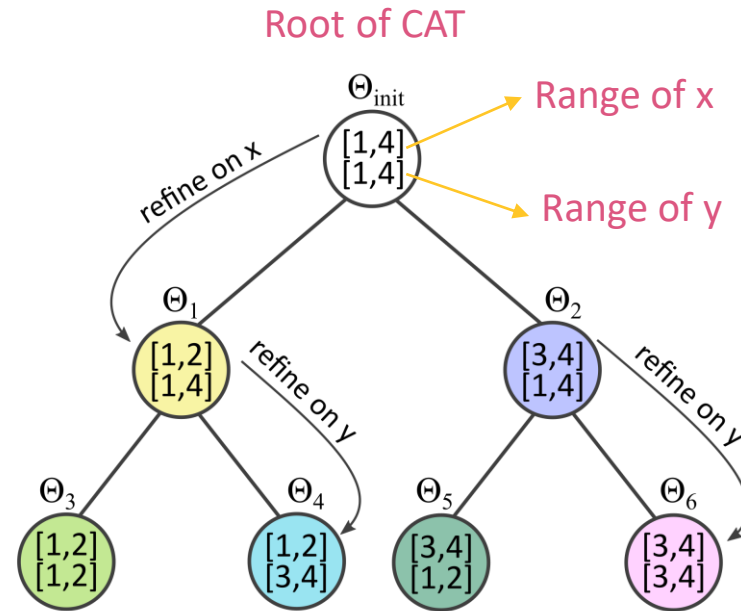 Root of CAT
Θinit
Range of x
[1,4]
[1,4]
Range of y
refine on x
Θ1
Θ2
[1,2]
[1,4]
refine on y
[3,4]
[1,4]
refine on y
Θ3
Θ4
Θ5
Θ6
[1,2]
[1,2]
[1,2]
[3,4]
[3,4]
[1,2]
[3,4]
[3,4]